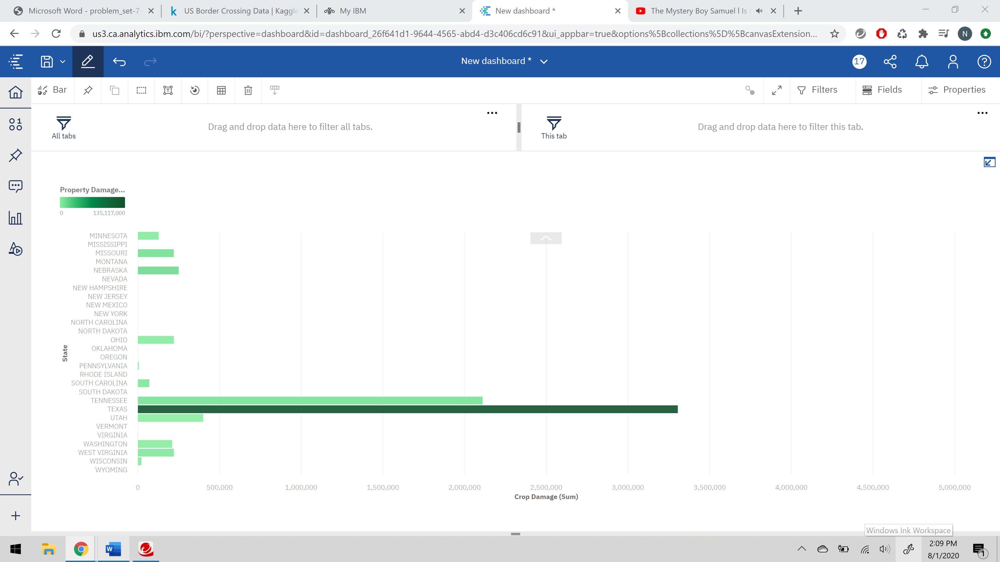 Microsoft Word - problem_set-7-
US Border Crossing Data | Kaggle
My IBM
New dashboard *
The Mystery Boy Samuel l Is
us3.ca.analytics.ibm.com/bi/?perspective=dashboard&id=dashboard_26f641d1-9644-4565-abd4-d3c406cd6c91&ui_appbar=true&options%5Bcollections%5D%5BcanvasExtension...
N
New dashboard *
17
Bar
Filters
Fields
Properties
All tabs
Drag and drop data here to filter all tabs.
This tab
Drag and drop data here to filter this tab.
Property Damage...
0 135,117,000
State
MINNESOTA
MISSISSIPPI
MISSOURI
MONTANA
NEBRASKA
NEVADA
NEW HAMPSHIRE
NEW JERSEY
NEW MEXICO
NEW YORK
NORTH CAROLINA
NORTH DAKOTA
OHIO
OKLAHOMA
OREGON
PENNSYLVANIA
RHODE ISLAND
SOUTH CAROLINA
SOUTH DAKOTA
TENNESSEE
TEXAS
UTAH
VERMONT
VIRGINIA
WASHINGTON
WEST VIRGINIA
WISCONSIN
WYOMING
0 500,000 1,000,000 1,500,000 2,000,000 2,500,000 3,000,000 3,500,000 4,000,000 4,500,000 5,000,000
Crop Damage (Sum)
Windows Ink Workspace
W
2:09 PM
8/1/2020
1